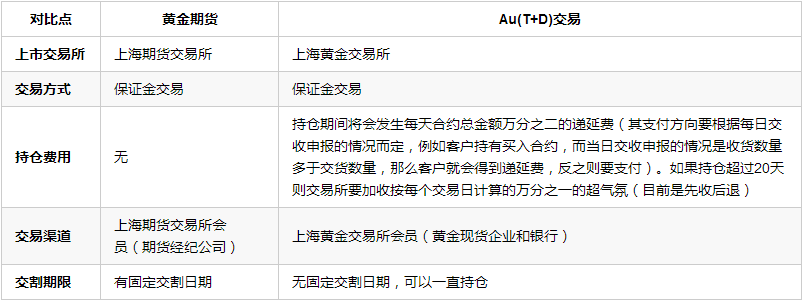 对比点 黄金期货 Au(T+D)交易
上市交易所 上海期货交易所 上海黄金交易所
交易方式 保证金交易 保证金交易
持仓费用 无 持仓期间将会发生每天合约总金额万分之二的递延费（其支付方向要根据每日交
收申报的情况而定，例如客户持有买入合约，而当日交收申报的情况是收货数量
多于交货数量，那么客户就会得到递延费，反之则要支付）。如果持仓超过20天
则交易所要加收按每个交易日计算的万分之一的超气氛（目前是先收后退）
交易渠道 上海期货交易所会
员（期货经纪公司） 上海黄金交易所会员（黄金现货企业和银行）
交割期限 有固定交割日期 无固定交割日期，可以一直持仓